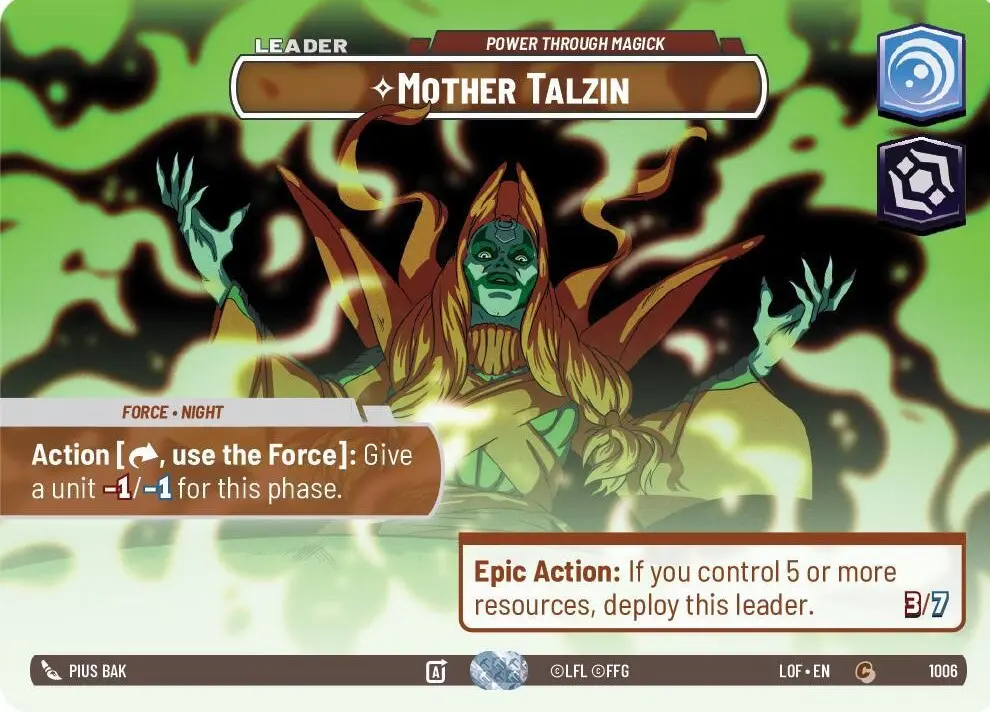 LEADER
POWER THROUGH MAGICK
MOTHER TALZIN
FORCE • NIGHT
Action [, use the Force]: Give
a unit -1/-1 for this phase.
Epic Action: If you control 5 or more
resources, deploy this leader.
3/7
PIUS BAK
A
©LFL ©FFG
LOF • EN
C
1006